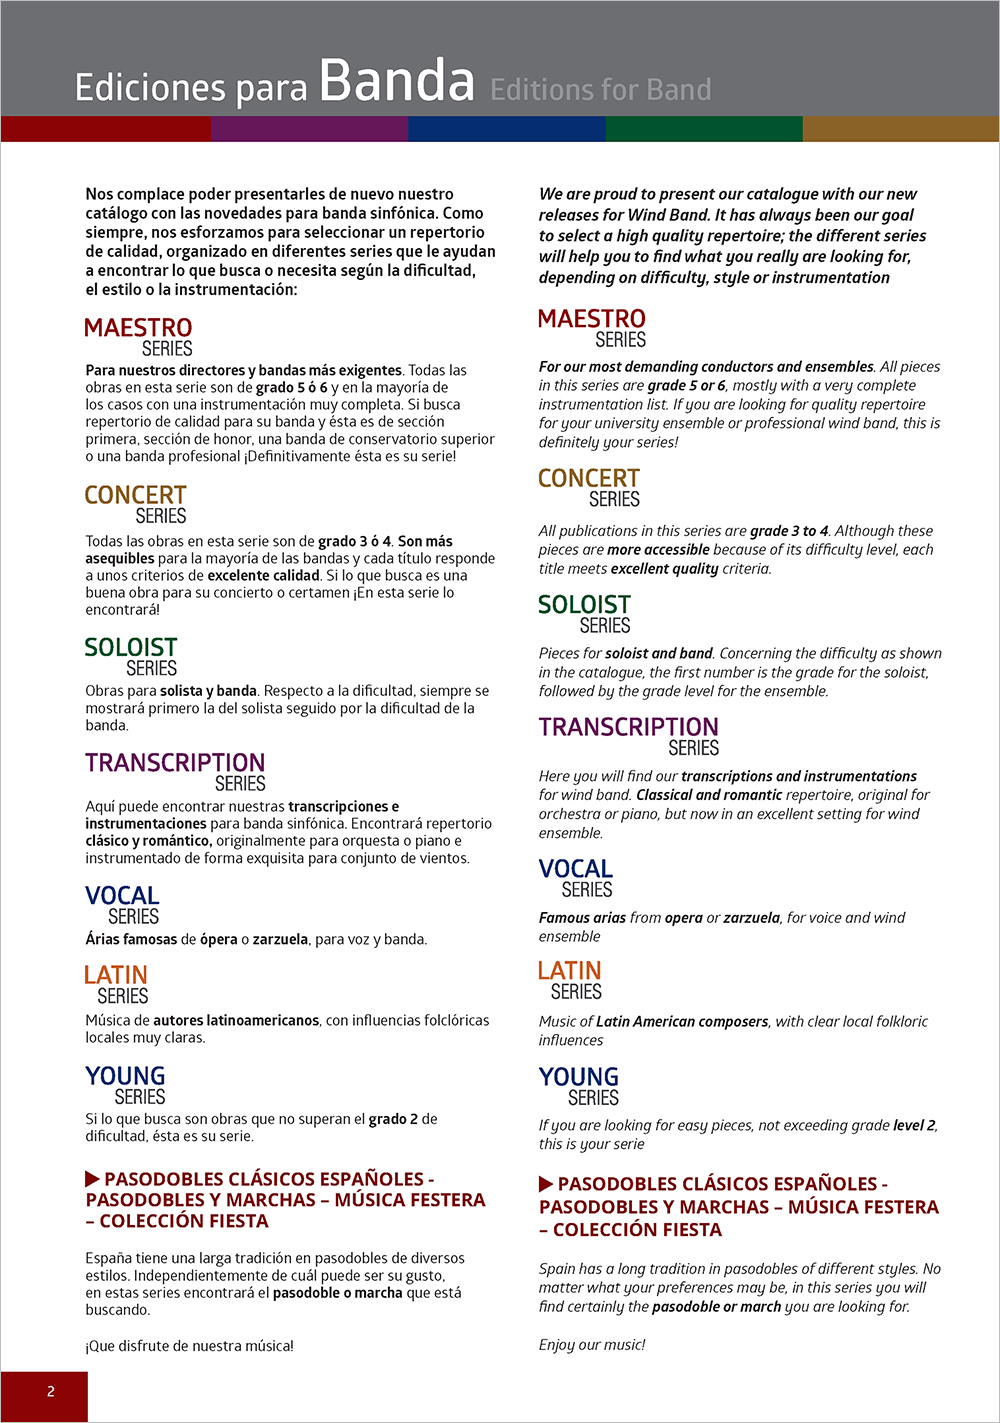 Ediciones para Banda Editions for Band
Nos complace poder presentarles de nuevo nuestro
catálogo con las novedades para banda sinfónica. Como
siempre, nos esforzamos para seleccionar un repertorio
de calidad, organizado en diferentes series que le ayudan
a encontrar lo que busca o necesita según la dificultad,
el estilo o la instrumentación:
MAESTRO
SERIES
Para nuestros directores y bandas más exigentes. Todas las
obras en esta serie son de grado 5 ó 6 y en la mayoría de
los casos con una instrumentación muy completa. Si busca
repertorio de calidad para su banda y ésta es de sección
primera, sección de honor, una banda de conservatorio superior
o una banda profesional ¡Definitivamente ésta es su serie!
CONCERT
SERIES
Todas las obras en esta serie son de grado 3 ó 4. Son más
asequibles para la mayoría de las bandas y cada título responde
a unos criterios de excelente calidad. Si lo que busca es una
buena obra para su concierto o certamen ¡En esta serie lo
encontrará!
SOLOIST
SERIES
Obras para solista y banda. Respecto a la dificultad, siempre se
mostrará primero la del solista seguido por la dificultad de la
banda.
TRANSCRIPTION
SERIES
Aquí puede encontrar nuestras transcripciones e
instrumentaciones para banda sinfónica. Encontrará repertorio
clásico y romántico, originalmente para orquesta o piano e
instrumentado de forma exquisita para conjunto de vientos.
VOCAL
SERIES
Árias famosas de ópera o zarzuela, para voz y banda.
LATIN
SERIES
Música de autores latinoamericanos, con influencias folclóricas
locales muy claras.
YOUNG
SERIES
Si lo que busca son obras que no superan el grado 2 de
dificultad, ésta es su serie.
PASODOBLES CLÁSICOS ESPAÑOLES -
PASODOBLES Y MARCHAS – MÚSICA FESTERA
– COLECCIÓN FIESTA
España tiene una larga tradición en pasodobles de diversos
estilos. Independientemente de cuál puede ser su gusto,
en estas series encontrará el pasodoble o marcha que está
buscando.
¡Que disfrute de nuestra música!
We are proud to present our catalogue with our new
releases for Wind Band. It has always been our goal
to select a high quality repertoire; the different series
will help you to find what you really are looking for,
depending on difficulty, style or instrumentation
MAESTRO
SERIES
For our most demanding conductors and ensembles. All pieces
in this series are grade 5 or 6, mostly with a very complete
instrumentation list. If you are looking for quality repertoire
for your university ensemble or professional wind band, this is
definitely your series!
CONCERT
SERIES
All publications in this series are grade 3 to 4. Although these
pieces are more accessible because of its difficulty level, each
title meets excellent quality criteria.
SOLOIST
SERIES
Pieces for soloist and band. Concerning the difficulty as shown
in the catalogue, the first number is the grade for the soloist,
followed by the grade level for the ensemble.
TRANSCRIPTION
SERIES
Here you will find our transcriptions and instrumentations
for wind band. Classical and romantic repertoire, original for
orchestra or piano, but now in an excellent setting for wind
ensemble.
VOCAL
SERIES
Famous arias from opera or zarzuela, for voice and wind
ensemble
LATIN
SERIES
Music of Latin American composers, with clear local folkloric
influences
YOUNG
SERIES
If you are looking for easy pieces, not exceeding grade level 2,
this is your serie
PASODOBLES CLÁSICOS ESPAÑOLES -
PASODOBLES Y MARCHAS – MÚSICA FESTERA
– COLECCIÓN FIESTA
Spain has a long tradition in pasodobles of different styles. No
matter what your preferences may be, in this series you will
find certainly the pasodoble or march you are looking for.
Enjoy our music!
2